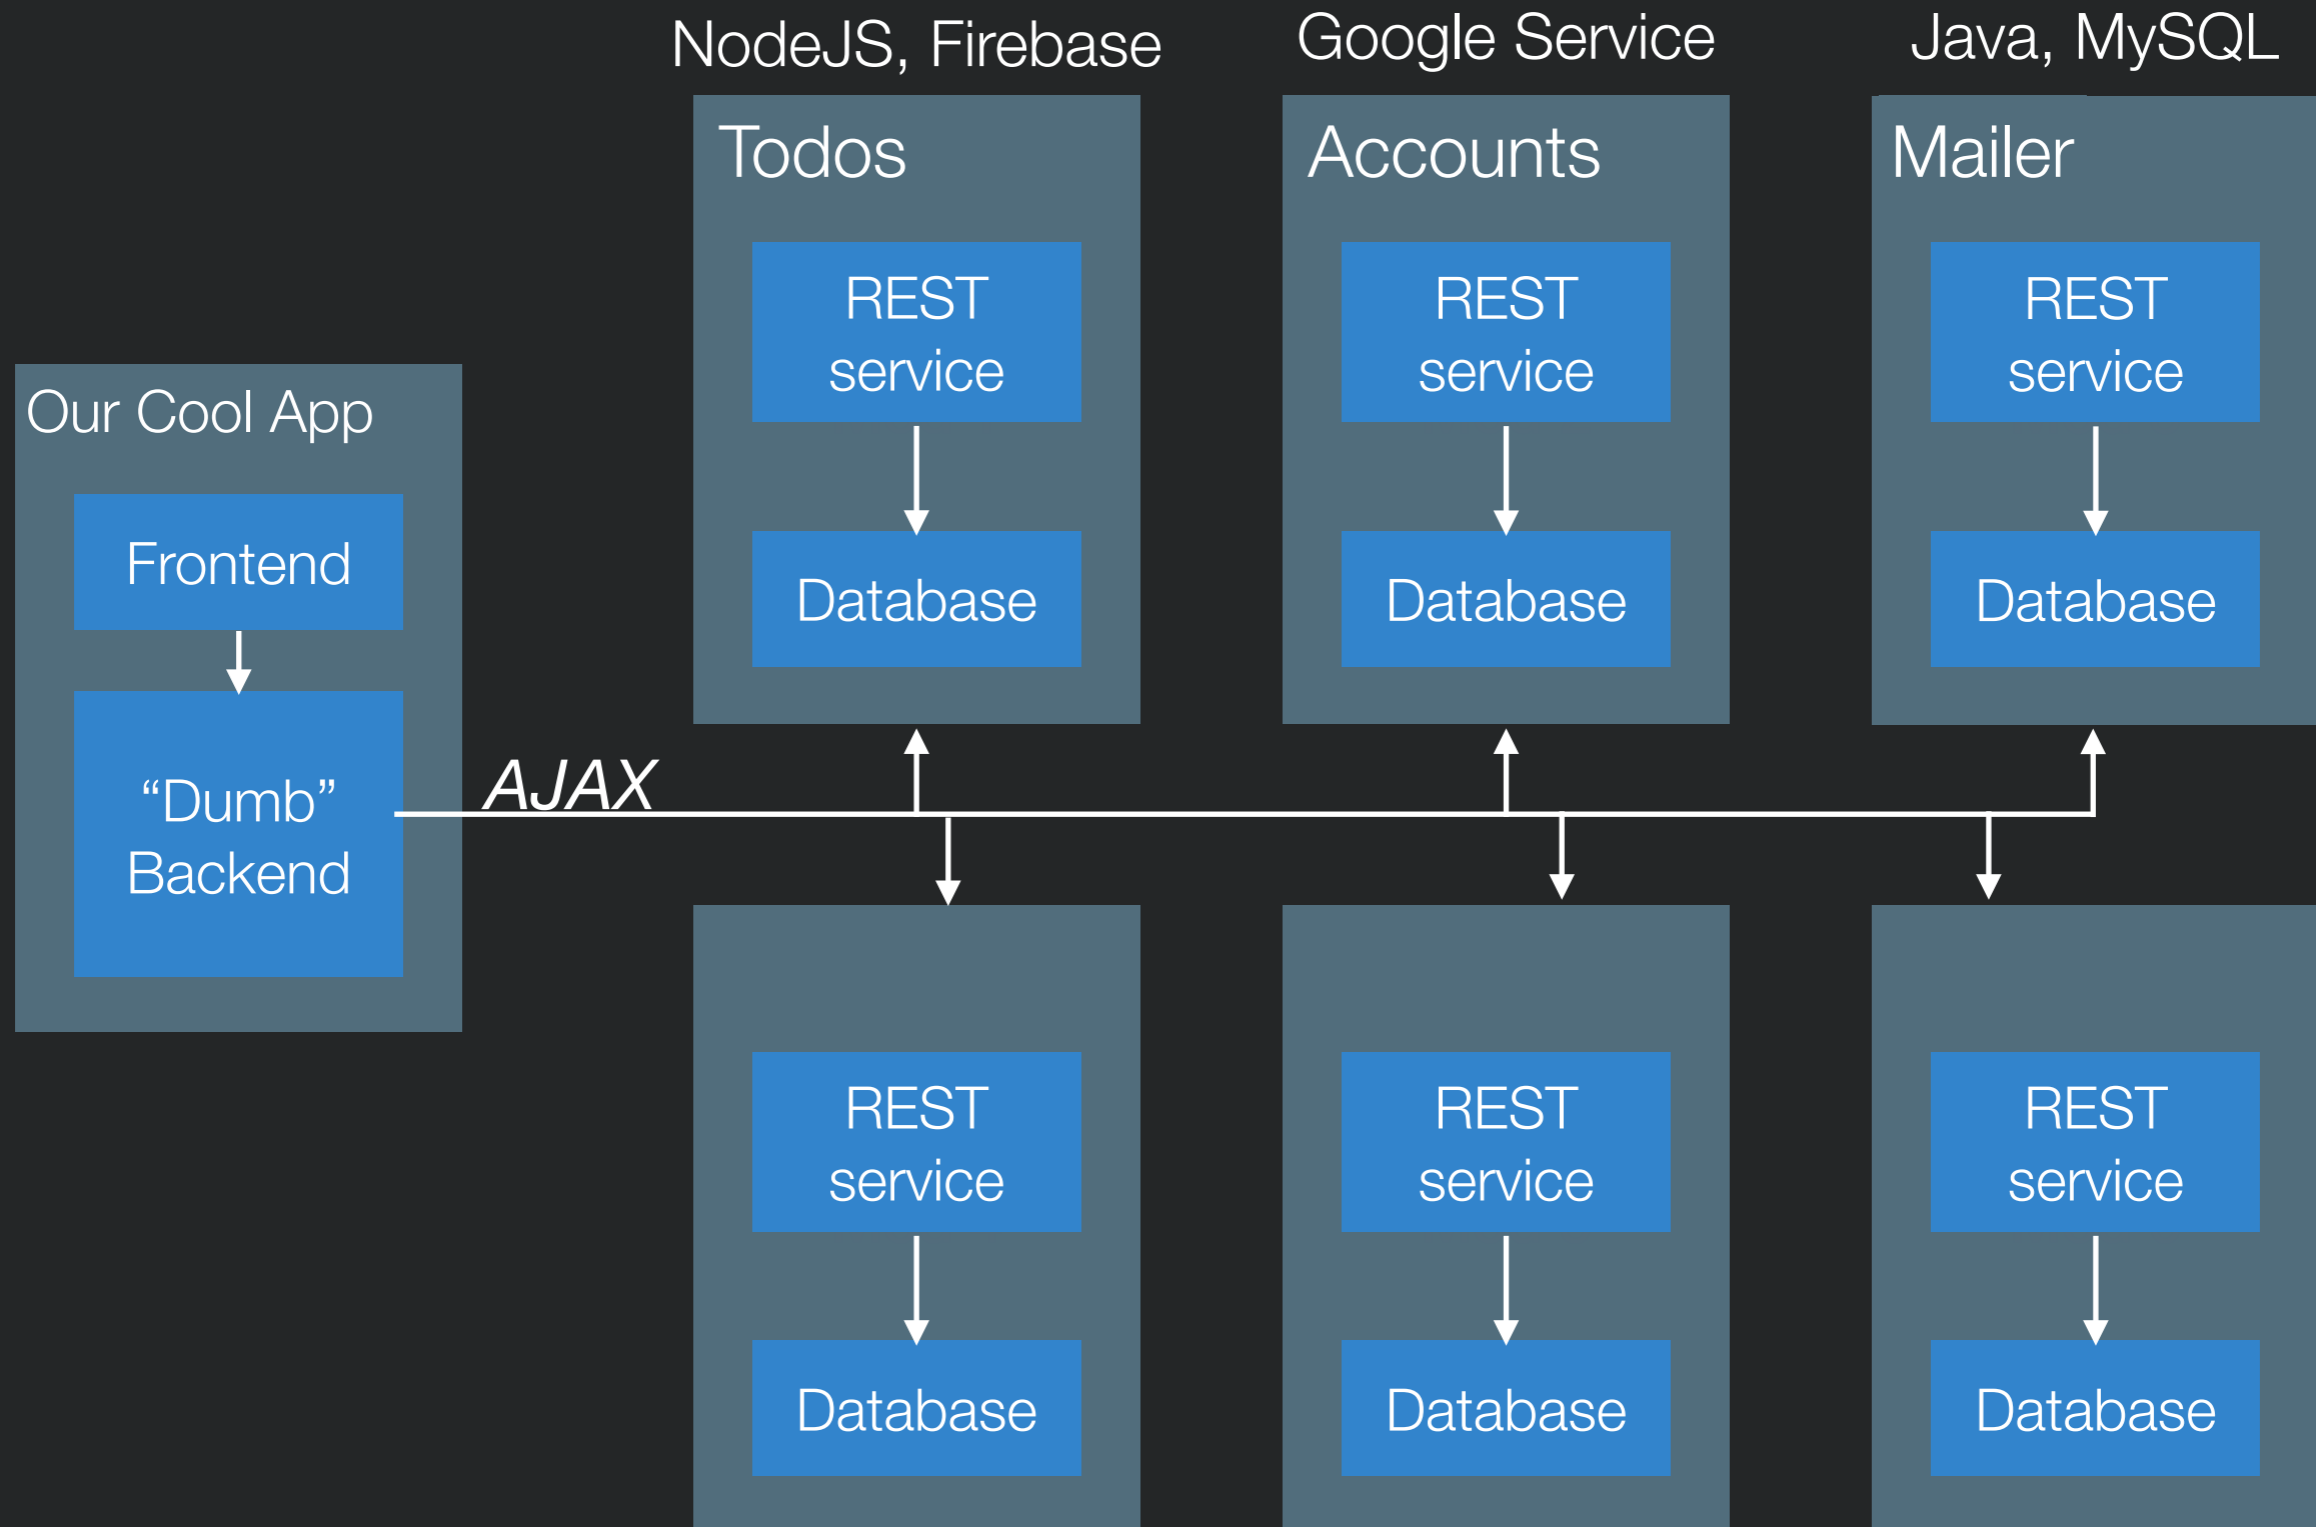 NodeJS, Firebase
Google Service
Java, MySQL
Todos
Accounts
Mailer
REST
service
REST
service
REST
service
Database
Database
Database
Our Cool App
Frontend
“Dumb”
Backend
AJAX
REST
service
REST
service
REST
service
Database
Database
Database